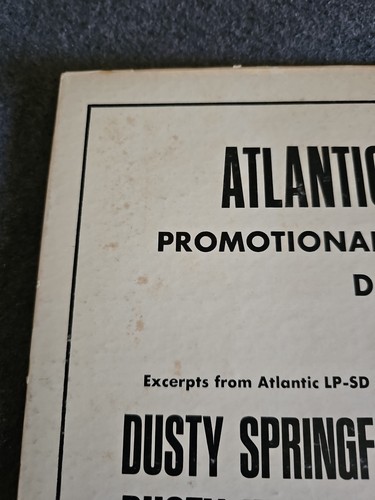 ATLANTIC
PROMOTIONAL
D
Excerpts from Atlantic LP-SD
DUSTY SPRINGF